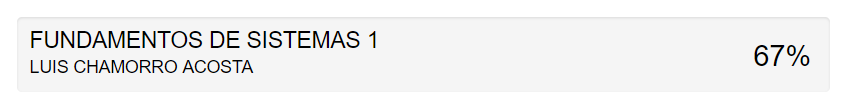 FUNDAMENTOS DE SISTEMAS 1
LUIS CHAMORRO ACOSTA
67%